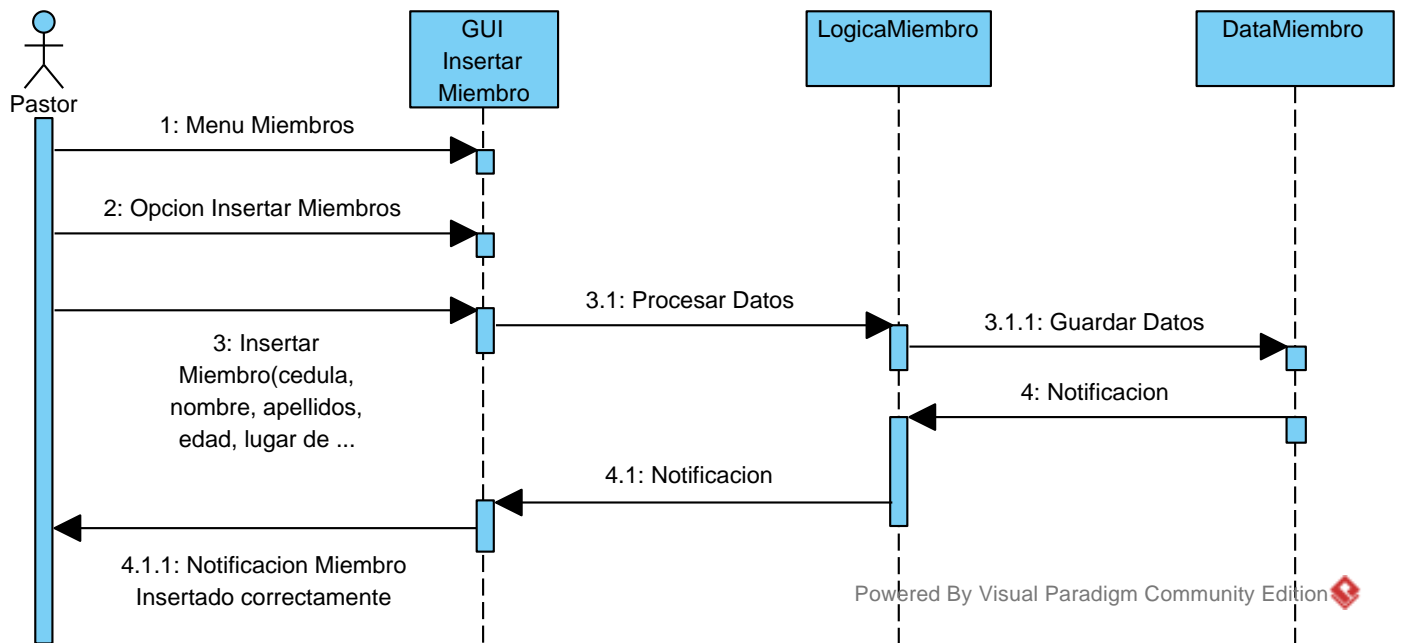 GUI
Insertar
Miembro
LogicaMiembro
DataMiembro
Pastor
1: Menu Miembros
2: Opcion Insertar Miembros
3.1: Procesar Datos
3.1.1: Guardar Datos
3: Insertar
Miembro(cedula,
nombre, apellidos,
edad, lugar de ...
4: Notificacion
4.1: Notificacion
4.1.1: Notificacion Miembro
Insertado correctamente
Powered By Visual Paradigm Community Edition